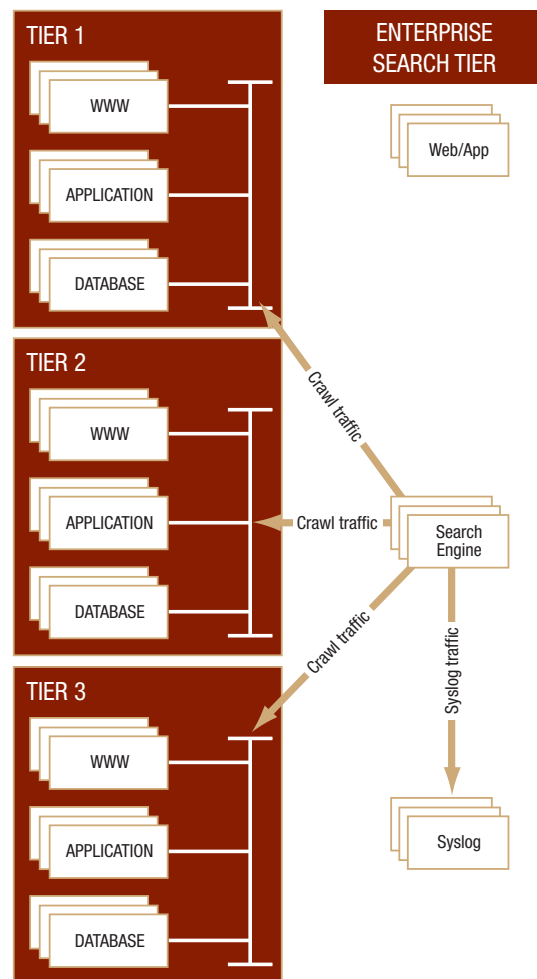 TIER 1
WWW
APPLICATION
DATABASE
TIER 2
WWW
APPLICATION
DATABASE
TIER 3
WWW
APPLICATION
DATABASE
ENTERPRISE
SEARCH TIER
Web/App
Crawl traffic
Crawl traffic
Crawl traffic
Search
Engine
Syslog traffic
Syslog